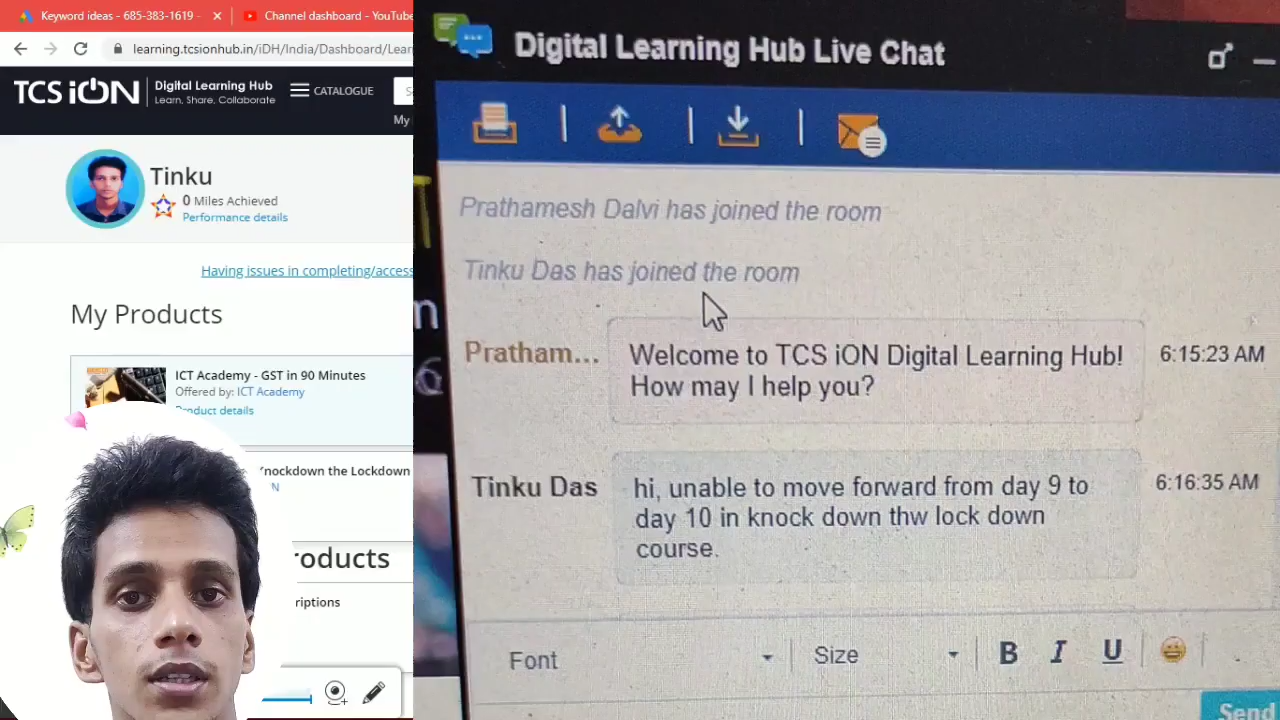 Keyword ideas - 685-383-1619 -
Channel dashboard - YouTube
learning.tcsionhub.in/iDH/India/Dashboard/Lear
TCS iON
Digital Learning Hub
Learn, Share, Collaborate
CATALOGUE
My
Tinku
0 Miles Achieved
Performance details
Having issues in completing/access
My Products
ICT Academy - GST in 90 Minutes
Offered by: ICT Academy
Product details
Knockdown the Lockdown
N
roducts
riptions
Digital Learning Hub Live Chat
Prathamesh Dalvi has joined the room
Tinku Das has joined the room
Pratham...
Welcome to TCS iON Digital Learning Hub!
How may I help you?
6:15:23 AM
Tinku Das
hi, unable to move forward from day 9 to
day 10 in knock down thw lock down
course.
6:16:35 AM
Font
Size
B I U
Send